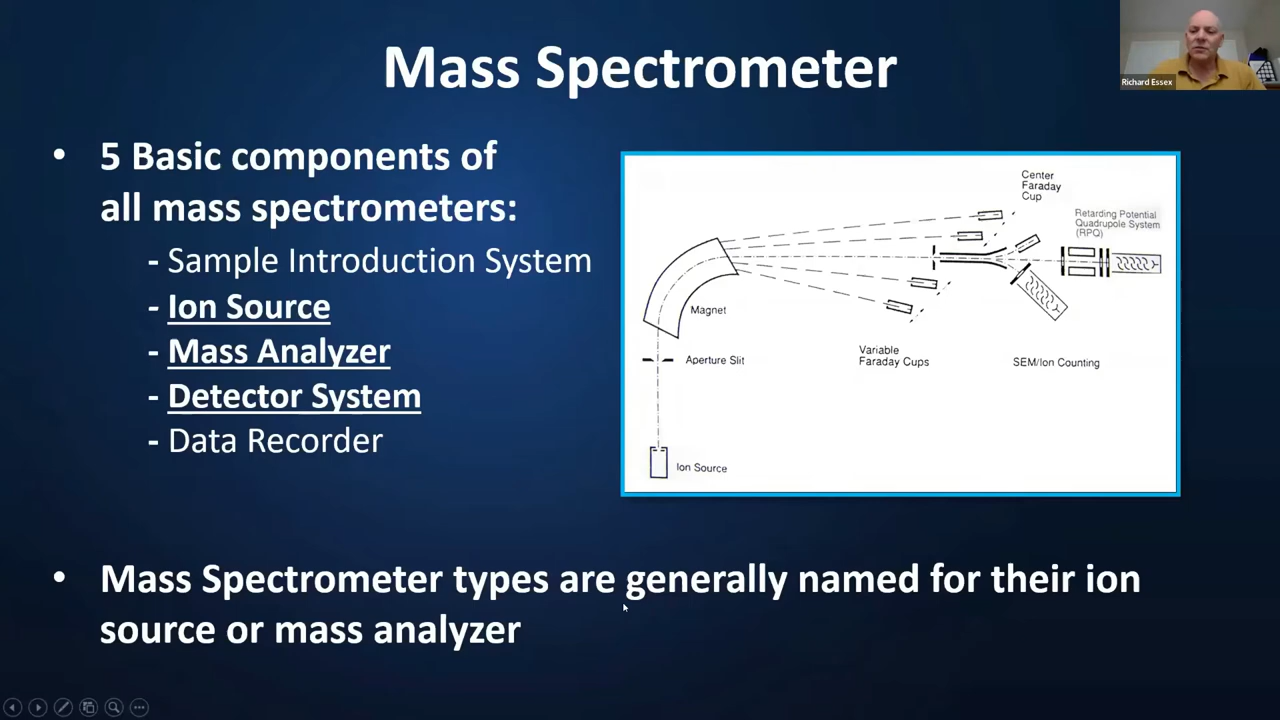 Mass Spectrometer
Richard Essex
• 5 Basic components of
all mass spectrometers:
- Sample Introduction System
- Ion Source
- Mass Analyzer
- Detector System
- Data Recorder
Center
Faraday
Cup
Retarding Potential
Quadrupole System
(RPQ)
Magnet
Aperture Slit
Variable
Faraday Cups
SEM/Ion Counting
Ion Source
• Mass Spectrometer types are generally named for their ion
source or mass analyzer